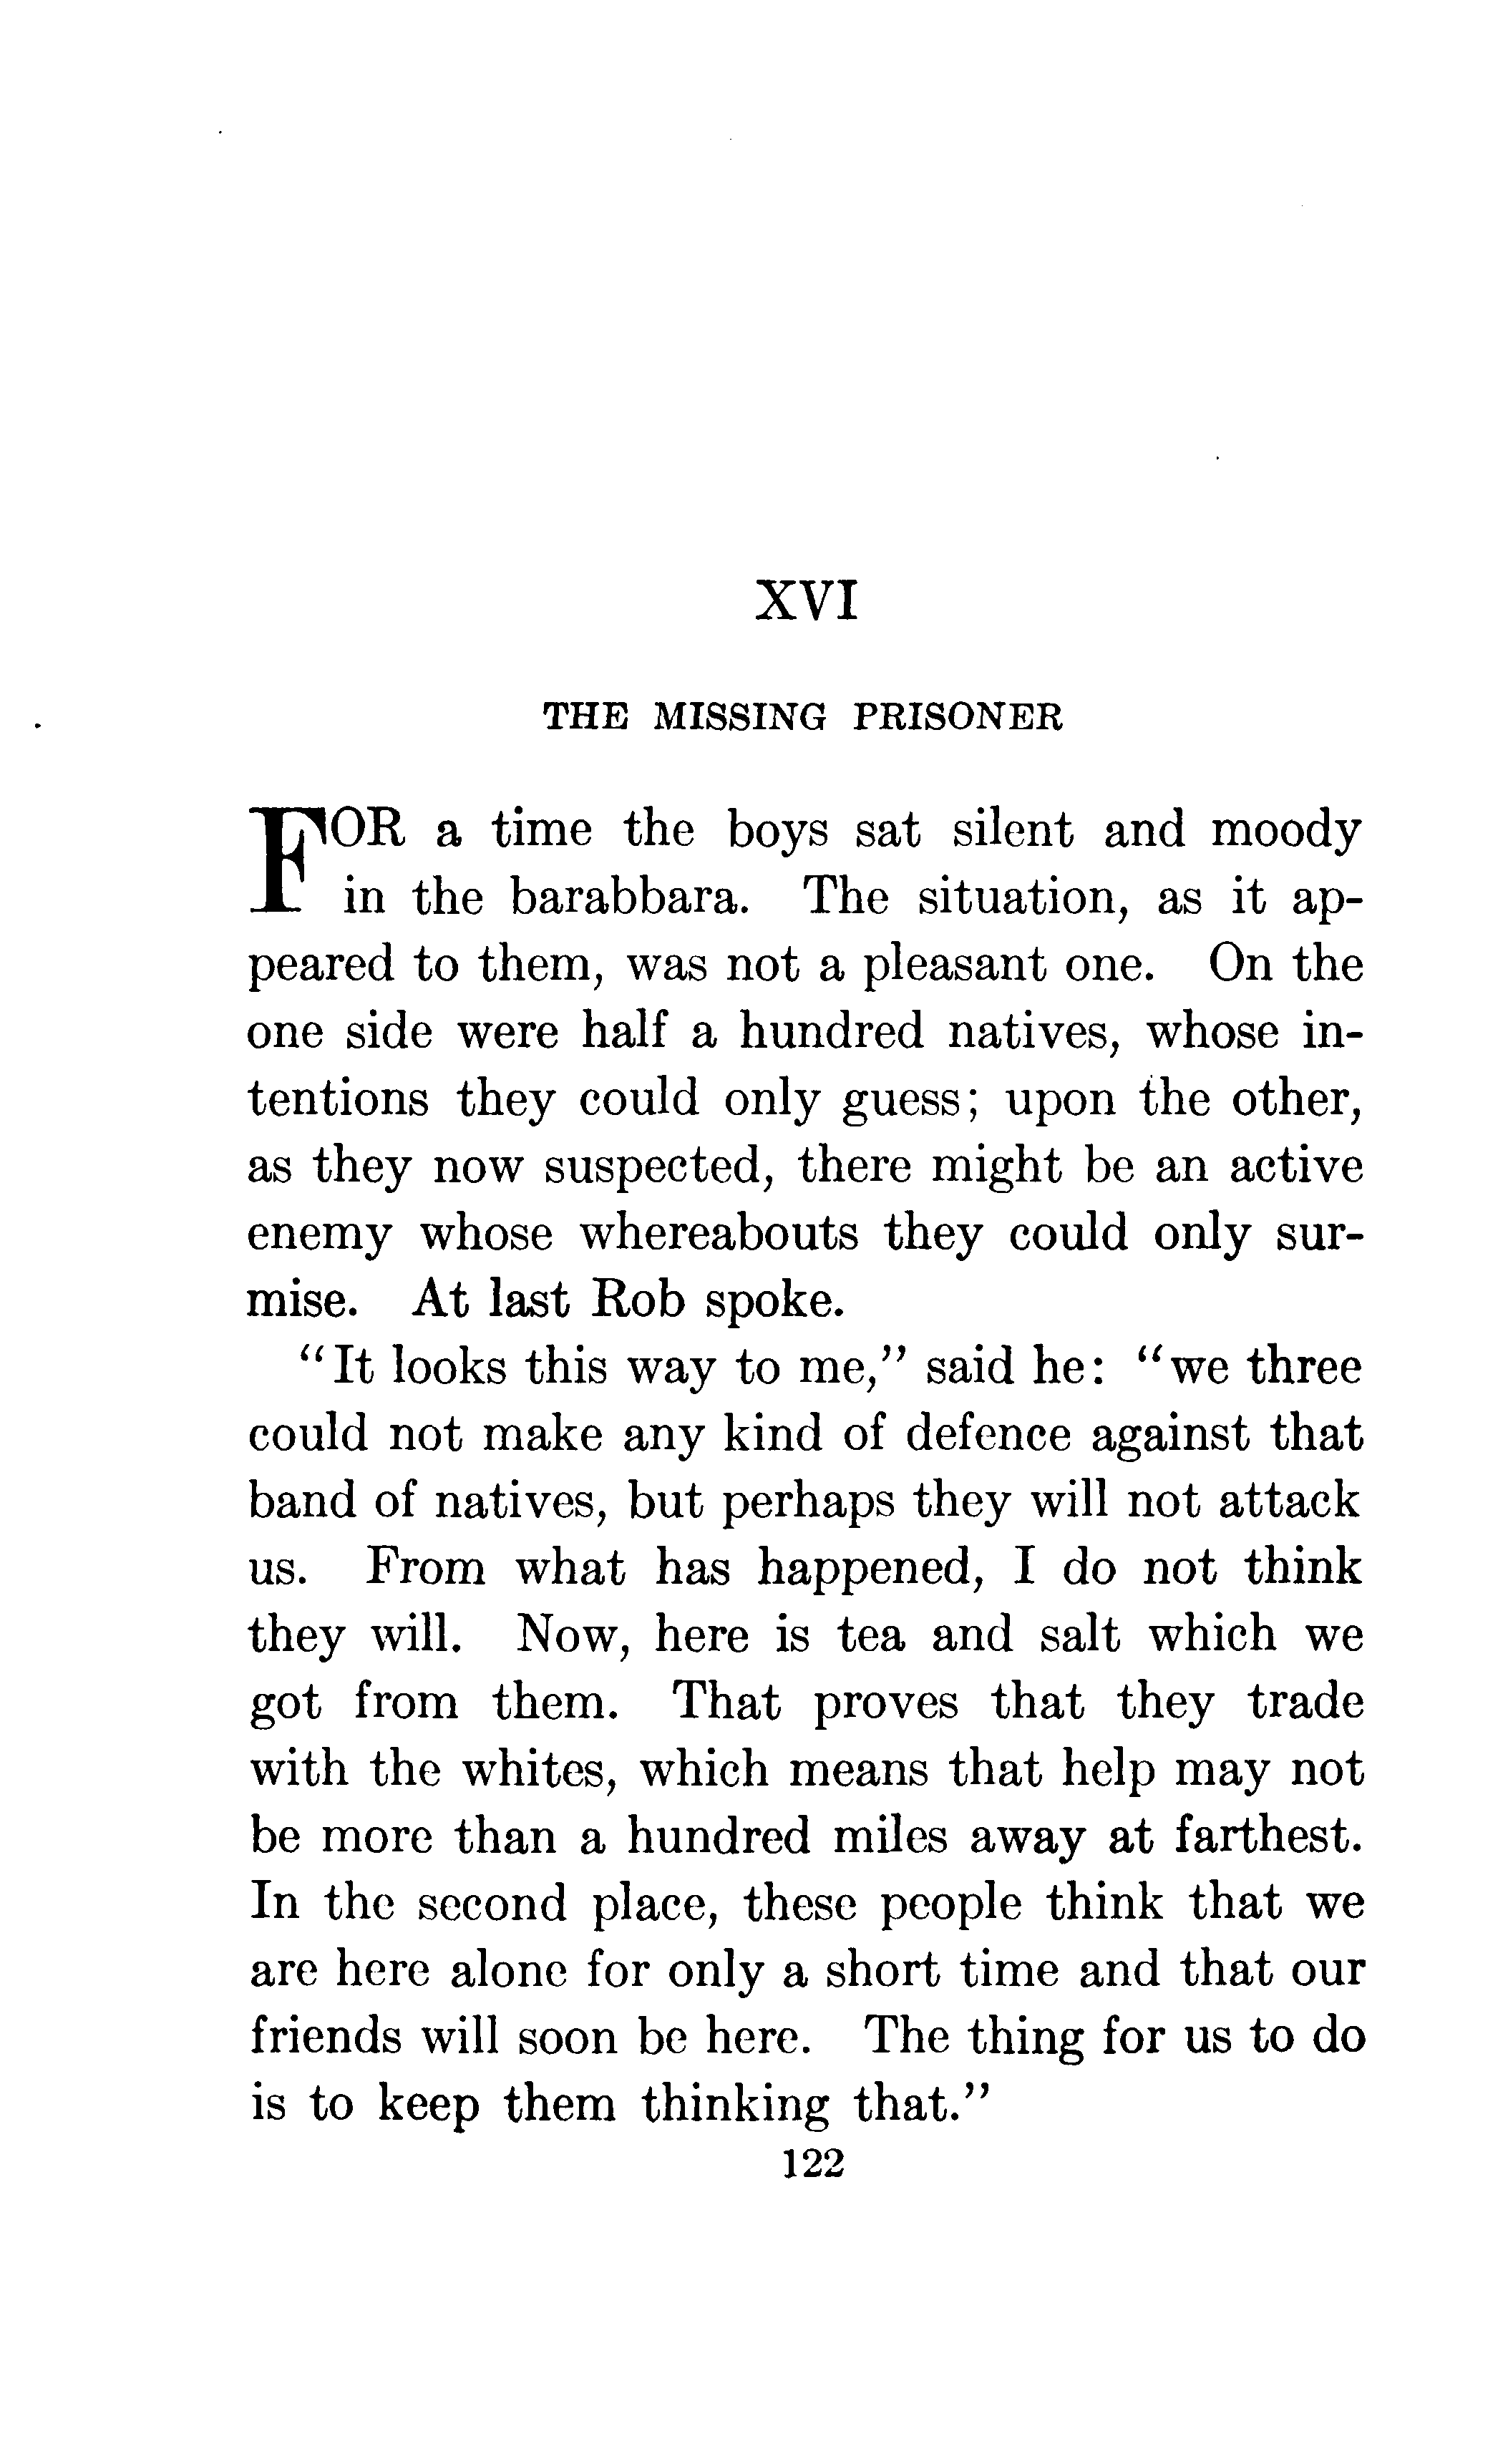 XVI
THE MISSING PRISONER
FOR a time the boys sat silent and moody
in the barabbara. The situation, as it ap-
peared to them, was not a pleasant one. On the
one side were half a hundred natives, whose in-
tentions they could only guess; upon the other,
as they now suspected, there might be an active
enemy whose whereabouts they could only sur-
mise. At last Rob spoke.
"It looks this way to me," said he: "we three
could not make any kind of defence against that
band of natives, but perhaps they will not attack
us. From what has happened, I do not think
they will. Now, here is tea and salt which we
got from them. That proves that they trade
with the whites, which means that help may not
be more than a hundred miles away at farthest.
In the second place, these people think that we
are here alone for only a short time and that our
friends will soon be here. The thing for us to do
is to keep them thinking that."
122